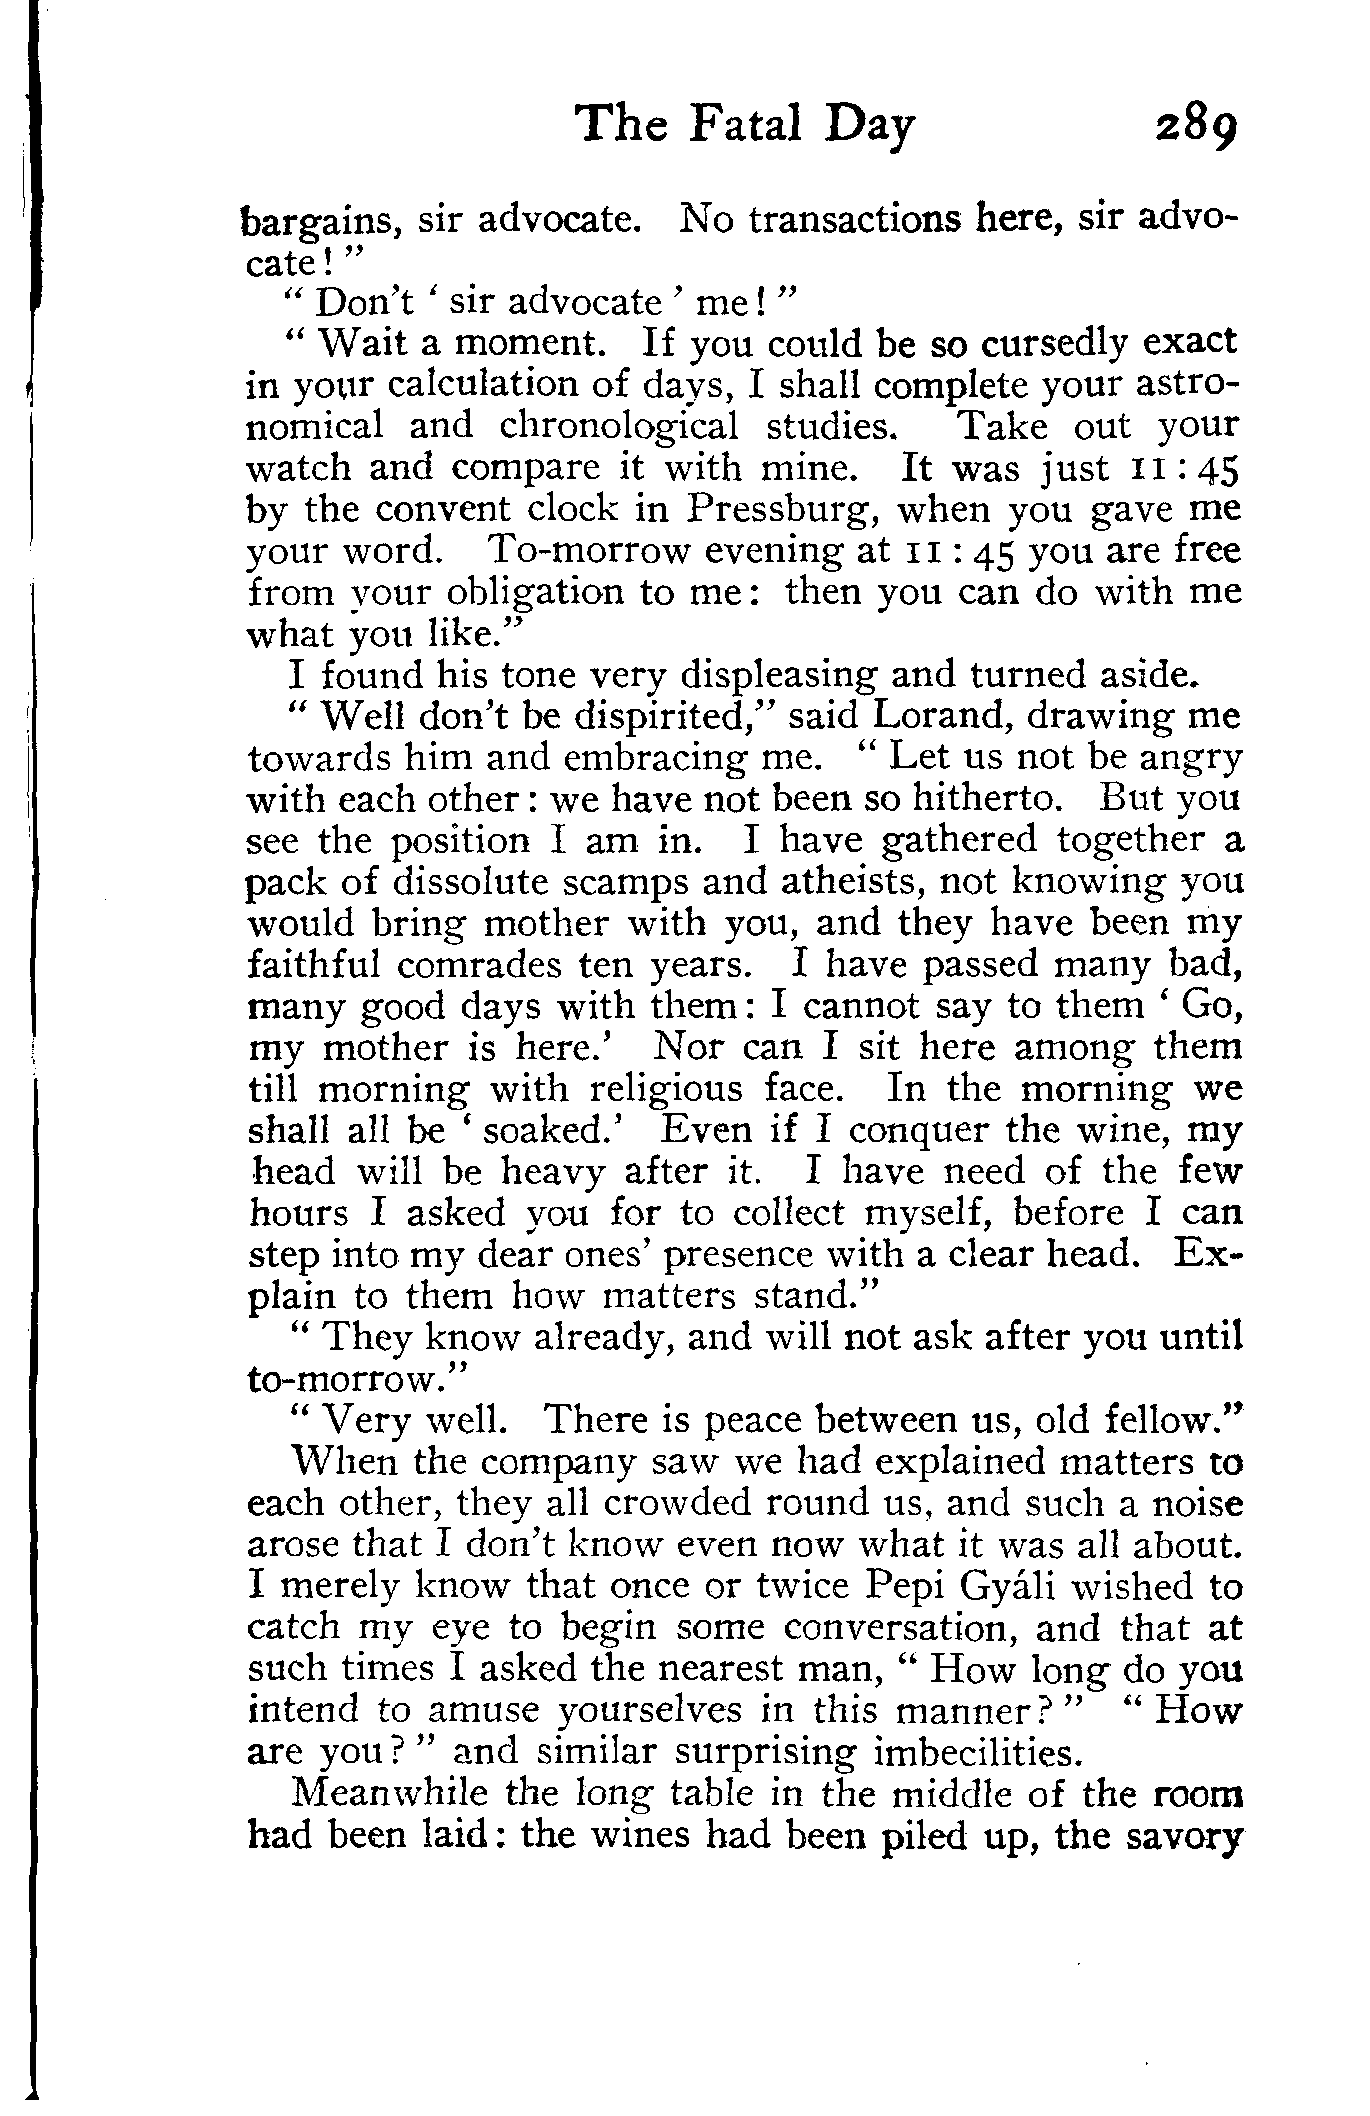 The Fatal Day 289
bargains, sir advocate. No transactions here, sir advo-
cate!"
"Don't 'sir advocate' me!"
"Wait a moment. If you could be so cursedly exact
in your calculation of days, I shall complete your astro-
nomical and chronological studies. Take out your
watch and compare it with mine. It was just 11:45
by the convent clock in Pressburg, when you gave me
your word. To-morrow evening at 11:45 you are free
from your obligation to me: then you can do with me
what you like."
I found his tone very displeasing and turned aside.
"Well don't be dispirited," said Lorand, drawing me
towards him and embracing me. "Let us not be angry
with each other: we have not been so hitherto. But you
see the position I am in. I have gathered together a
pack of dissolute scamps and atheists, not knowing you
would bring mother with you, and they have been my
faithful comrades ten years. I have passed many bad,
many good days with them: I cannot say to them 'Go,
my mother is here.' Nor can I sit here among them
till morning with religious face. In the morning we
shall all be 'soaked.' Even if I conquer the wine, my
head will be heavy after it. I have need of the few
hours I asked you for to collect myself, before I can
step into my dear ones' presence with a clear head. Ex-
plain to them how matters stand."
"They know already, and will not ask after you until
to-morrow."
"Very well. There is peace between us, old fellow."
When the company saw we had explained matters to
each other, they all crowded round us, and such a noise
arose that I don't know even now what it was all about.
I merely know that once or twice Pepi Gyáli wished to
catch my eye to begin some conversation, and that at
such times I asked the nearest man, "How long do you
intend to amuse yourselves in this manner?" "How
are you?" and similar surprising imbecilities.
Meanwhile the long table in the middle of the room
had been laid: the wines had been piled up, the savory